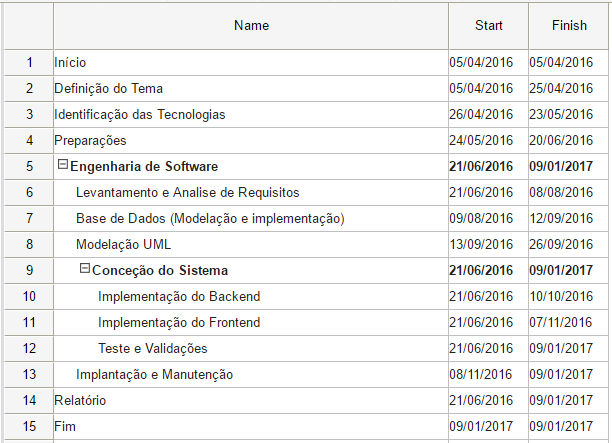 Name Start Finish
1 Início 05/04/2016 05/04/2016
2 Definição do Tema 05/04/2016 25/04/2016
3 Identificação das Tecnologias 26/04/2016 23/05/2016
4 Preparações 24/05/2016 20/06/2016
5 Engenharia de Software 21/06/2016 09/01/2017
6 Levantamento e Analise de Requisitos 21/06/2016 08/08/2016
7 Base de Dados (Modelação e implementação) 09/08/2016 12/09/2016
8 Modelação UML 13/09/2016 26/09/2016
9 Conceção do Sistema 21/06/2016 09/01/2017
10 Implementação do Backend 21/06/2016 10/10/2016
11 Implementação do Frontend 21/06/2016 07/11/2016
12 Teste e Validações 21/06/2016 09/01/2017
13 Implantação e Manutenção 08/11/2016 09/01/2017
14 Relatório 21/06/2016 09/01/2017
15 Fim 09/01/2017 09/01/2017